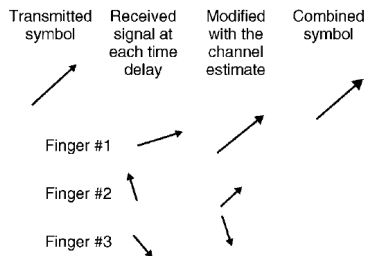 Transmitted
symbol
Received
signal at
each time
delay
Modified
with the
channel
estimate
Combined
symbol
Finger #1
Finger #2
Finger #3